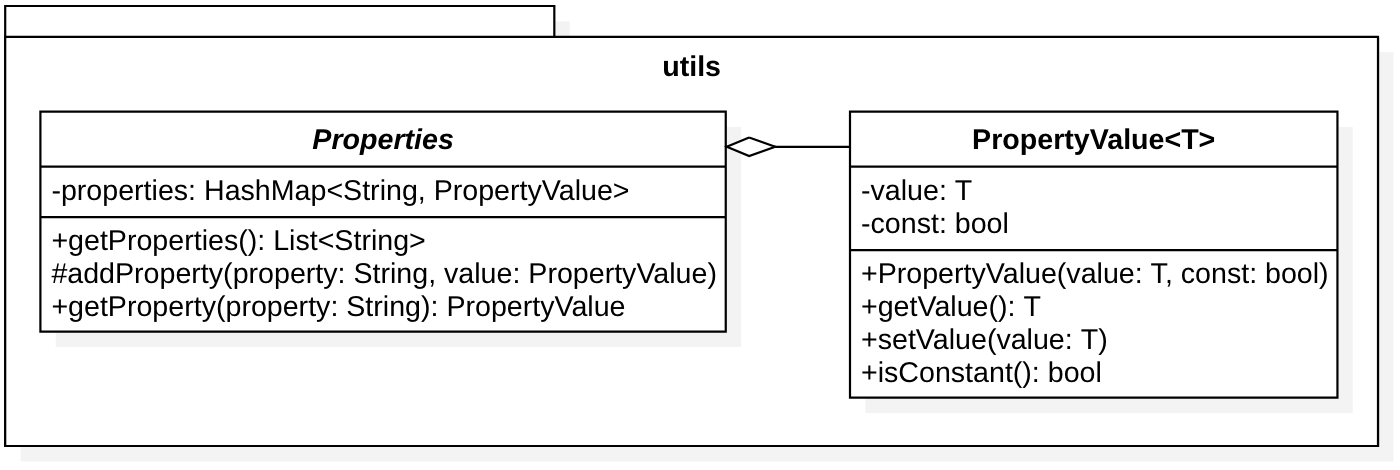 utils
Properties
-properties: HashMap<String, PropertyValue>
+getProperties(): List<String>
#addProperty(property: String, value: PropertyValue)
+getProperty(property: String): PropertyValue
PropertyValue<T>
-value: T
-const: bool
+PropertyValue(value: T, const: bool)
+getValue(): T
+setValue(value: T)
+isConstant(): bool